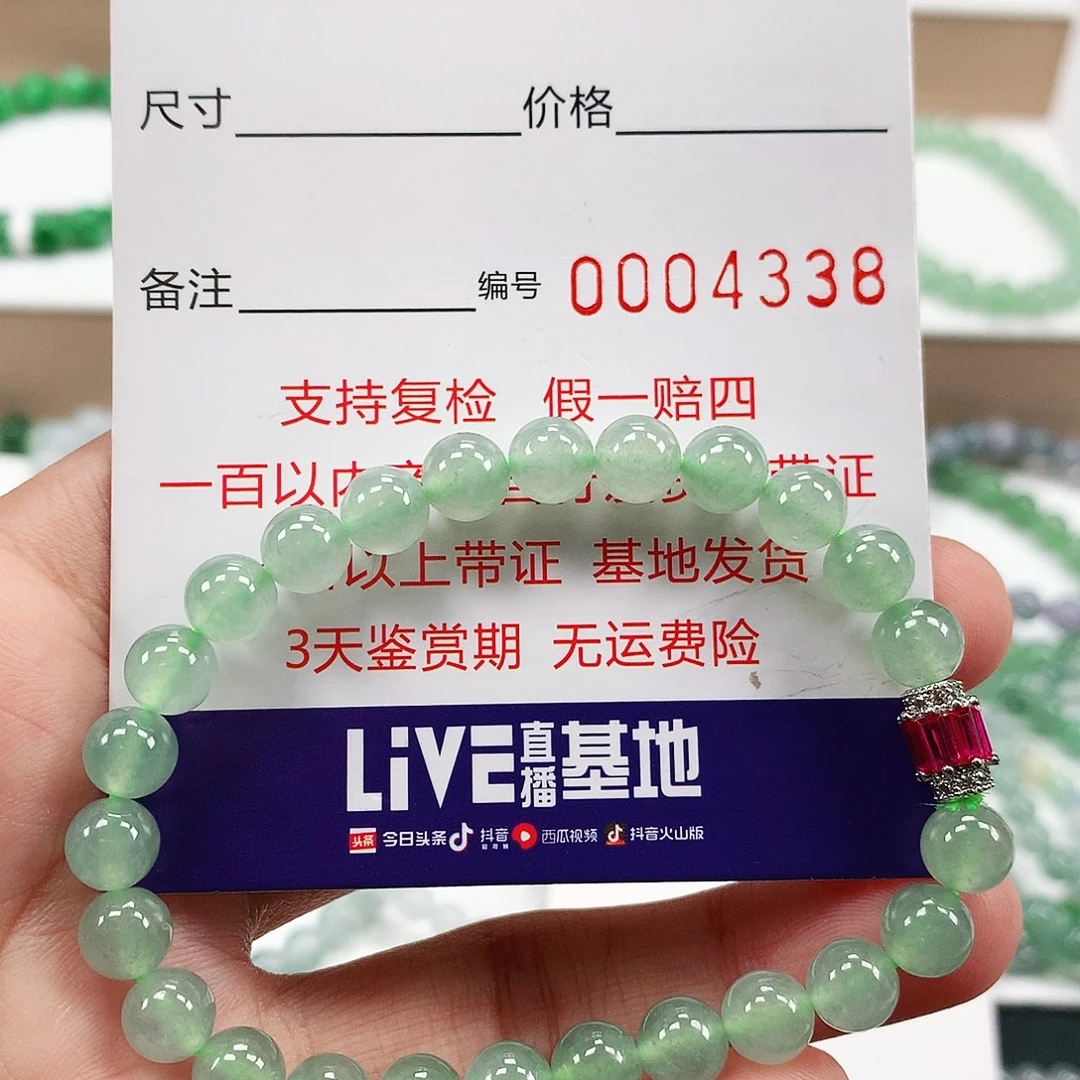 尺寸 价格
备注 编号 0004338
支持复检 假一赔四
一百以内 带证
以上带证 基地发货
3天鉴赏期 无运费险
LiVE直播基地
头条 今日头条 抖音 西瓜视频 抖音火山版